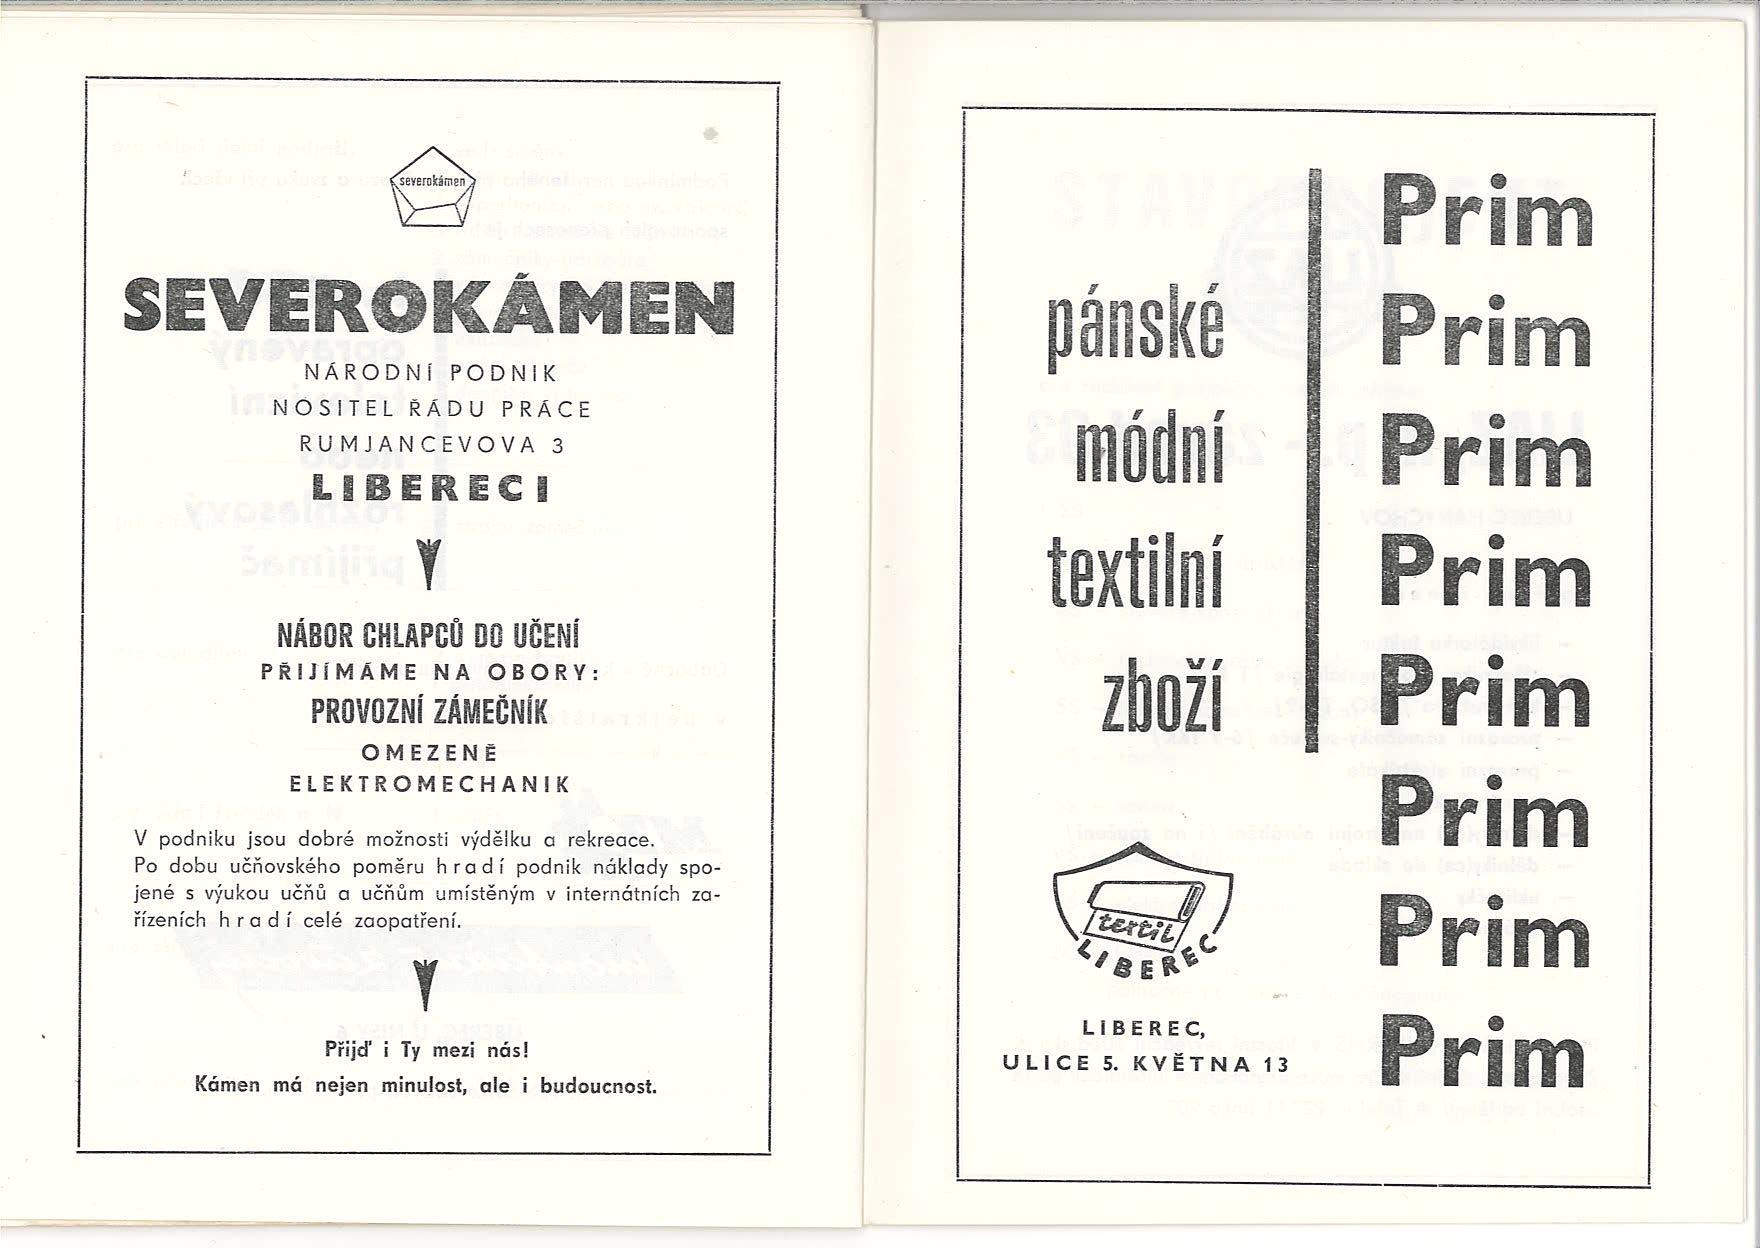 severokámen
SEVEROKÁMEN
NÁRODNÍ PODNIK
NOSITEL ŘÁDU PRÁCE
RUMJANCEVOVA 3
LIBEREC I
NÁBOR CHLAPCŮ DO UČENÍ
PŘIJÍMÁME NA OBORY:
PROVOZNÍ ZÁMEČNÍK
OMEZENĚ
ELEKTROMECHANIK
V podniku jsou dobré možnosti výdělku a rekreace.
Po dobu učňovského poměru hradí podnik náklady spo-
jené s výukou učňů a učňům umístěným v internátních za-
řízeních hradí celé zaopatření.
Přijď i Ty mezi nás!
Kámen má nejen minulost, ale i budoucnost.
pánské
módní
textilní
zboží
Prim
Prim
Prim
Prim
Prim
Prim
Prim
Prim
textil
LIBEREC
LIBEREC,
ULICE 5. KVĚTNA 13